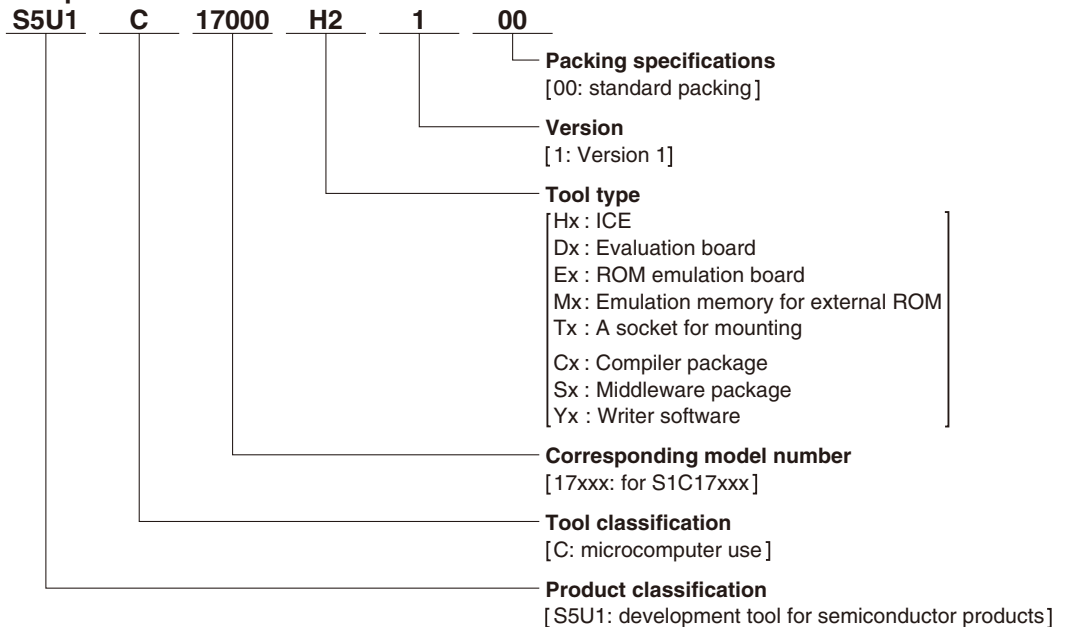 S5U1 C 17000 H2 1 00
Packing specifications
[00: standard packing]
Version
[1: Version 1]
Tool type
Hx : ICE
Dx : Evaluation board
Ex : ROM emulation board
Mx : Emulation memory for external ROM
Tx : A socket for mounting
Cx : Compiler package
Sx : Middleware package
Yx : Writer software
Corresponding model number
[17xxx: for S1C17xxx]
Tool classification
[C: microcomputer use]
Product classification
[S5U1: development tool for semiconductor products]